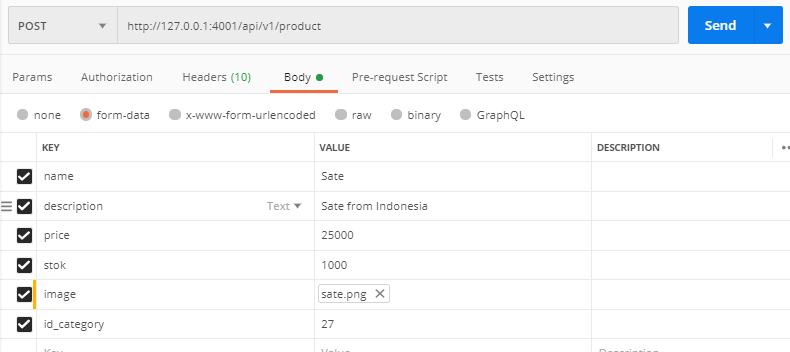 POST http://127.0.0.1:4001/api/v1/product Send
Params Authorization Headers (10) Body Pre-request Script Tests Settings
none form-data x-www-form-urlencoded raw binary GraphQL
KEY VALUE DESCRIPTION
name Sate
description Text Sate from Indonesia
price 25000
stok 1000
image sate.png
id_category 27
Key Value Description